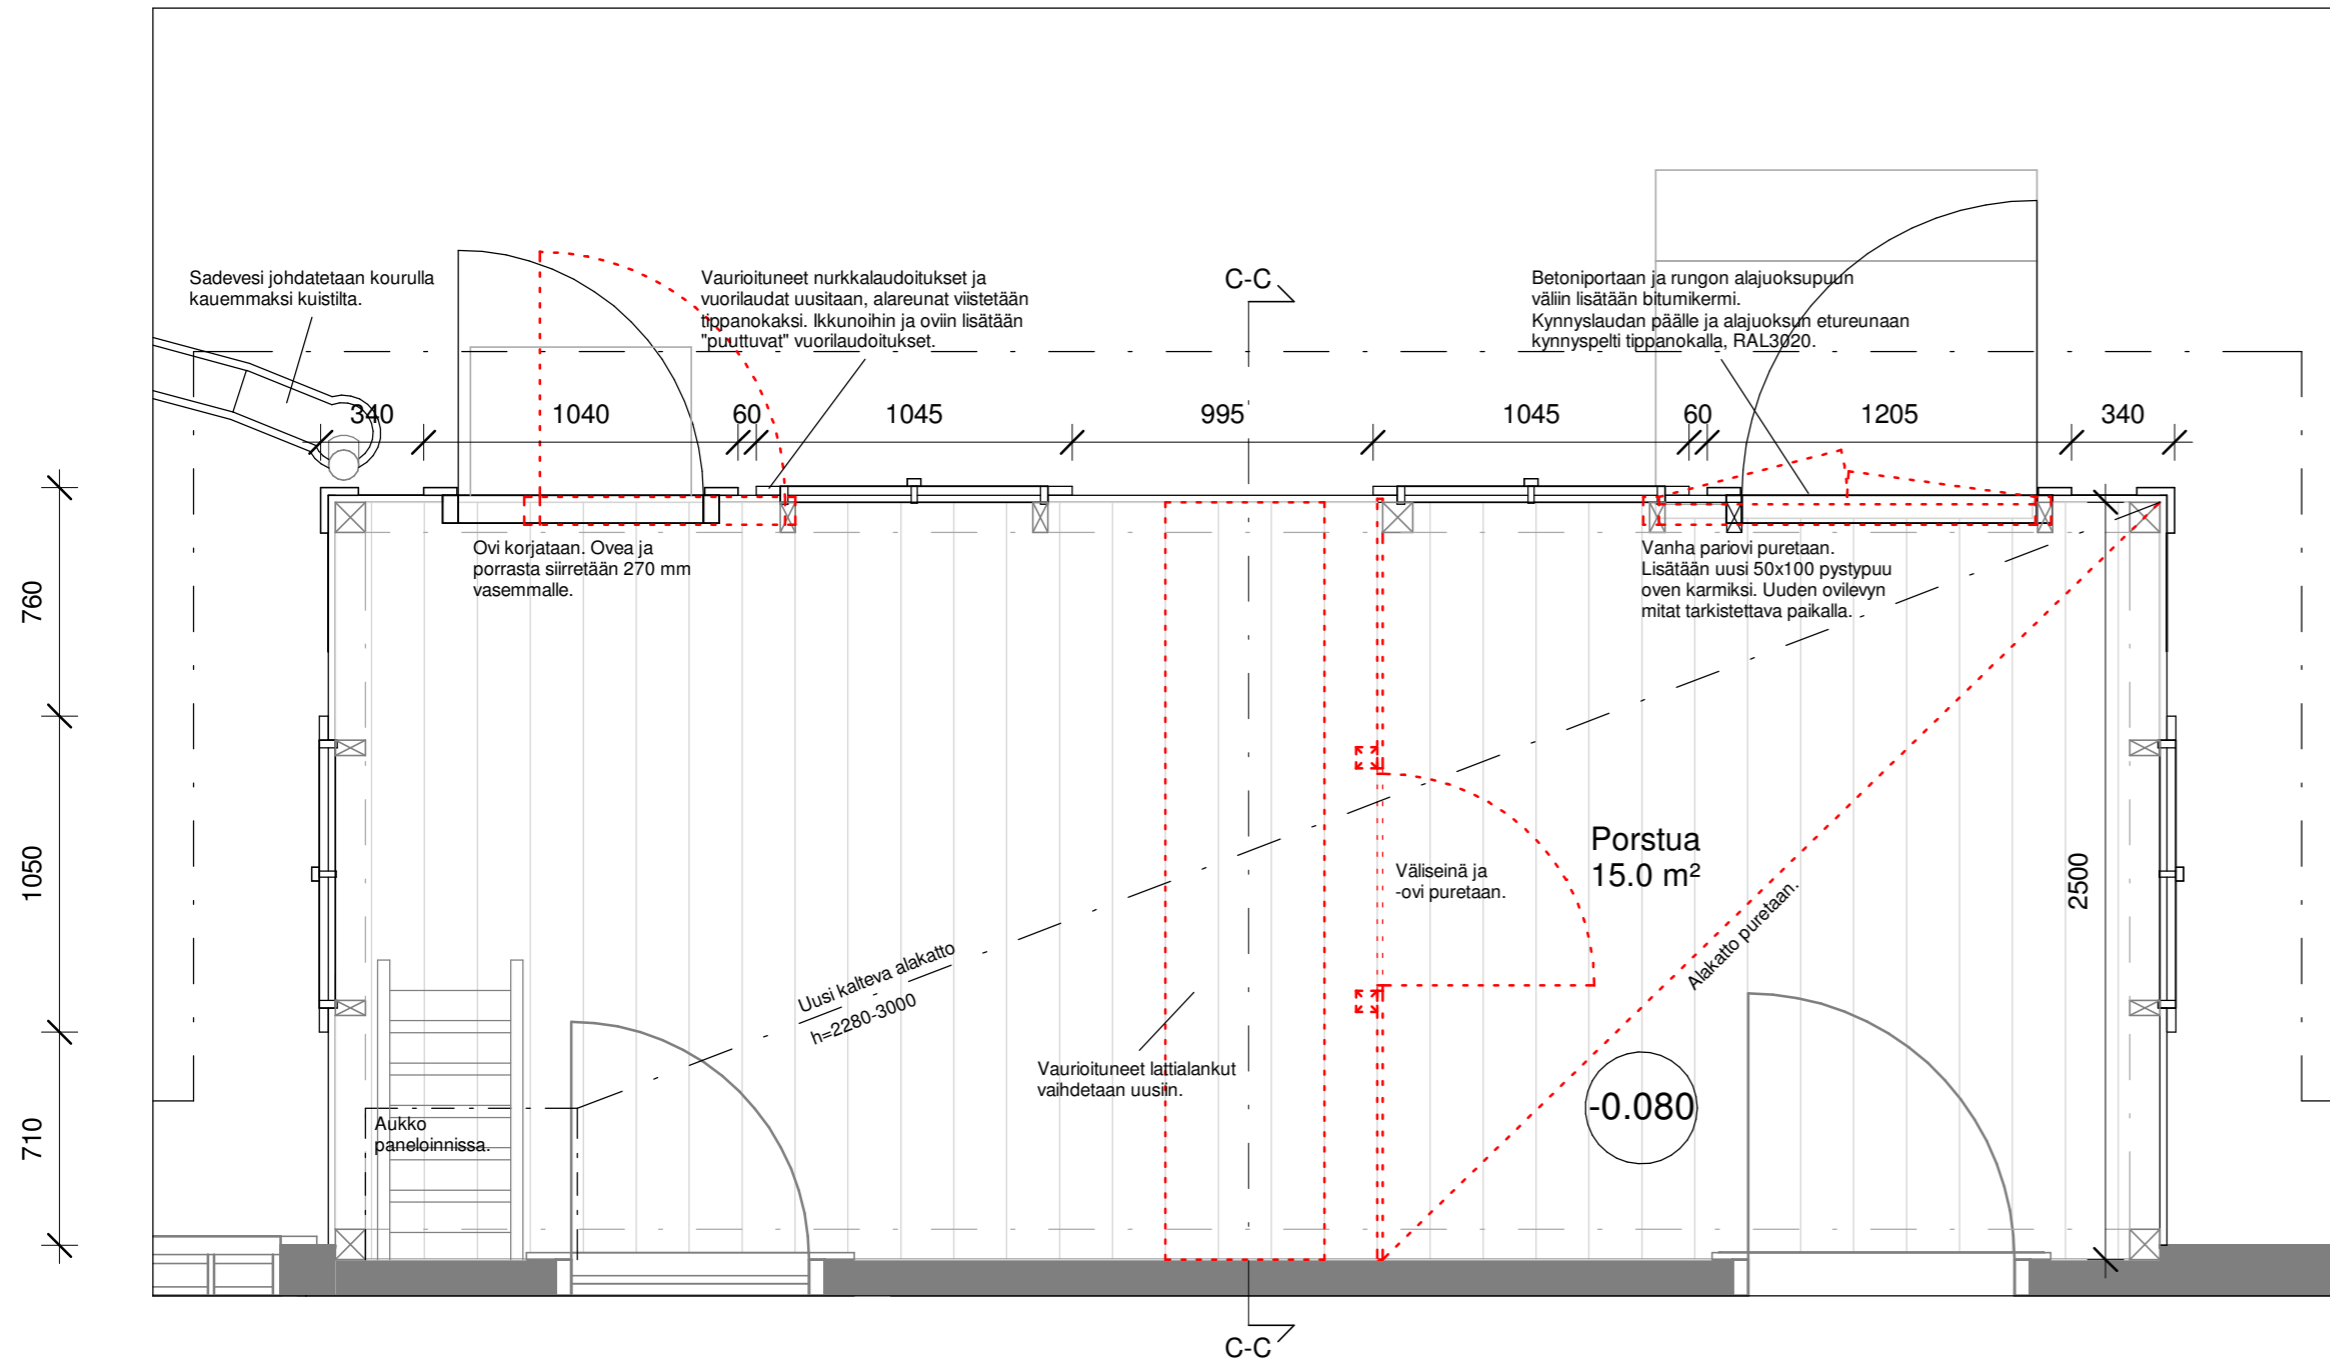 C-C
Sadevesi johdatetaan kourulla
kauemmaksi kuistilta.
Vaurioituneet nurkkalaudoitukset ja
vuorilaudat uusitaan, alareunat viistetään
tippanokaksi. Ikkunoihin ja oviin lisätään
"puuttuvat" vuorilaudoitukset.
Betoniportaan ja rungon alajuoksupuun
väliin lisätään bitumikermi.
Kynnyslaudan päälle ja alajuoksun etureunaan
kynnyspelti tippanokalla, RAL3020.
340
1040
60
1045
995
1045
60
1205
340
Ovi korjataan. Ovea ja
porrasta siirretään 270 mm
vasemmalle.
Vanha pariovi puretaan.
Lisätään uusi 50x100 pystypuu
oven karmiksi. Uuden ovilevyn
mitat tarkistettava paikalla.
760
1050
710
Porstua
15.0 m²
Väliseinä ja
-ovi puretaan.
2500
Alakatto puretaan.
Uusi kalteva alakatto
h=2280-3000
Vaurioituneet lattialankut
vaihdetaan uusiin.
-0.080
Aukko
paneloinnissa.
C-C